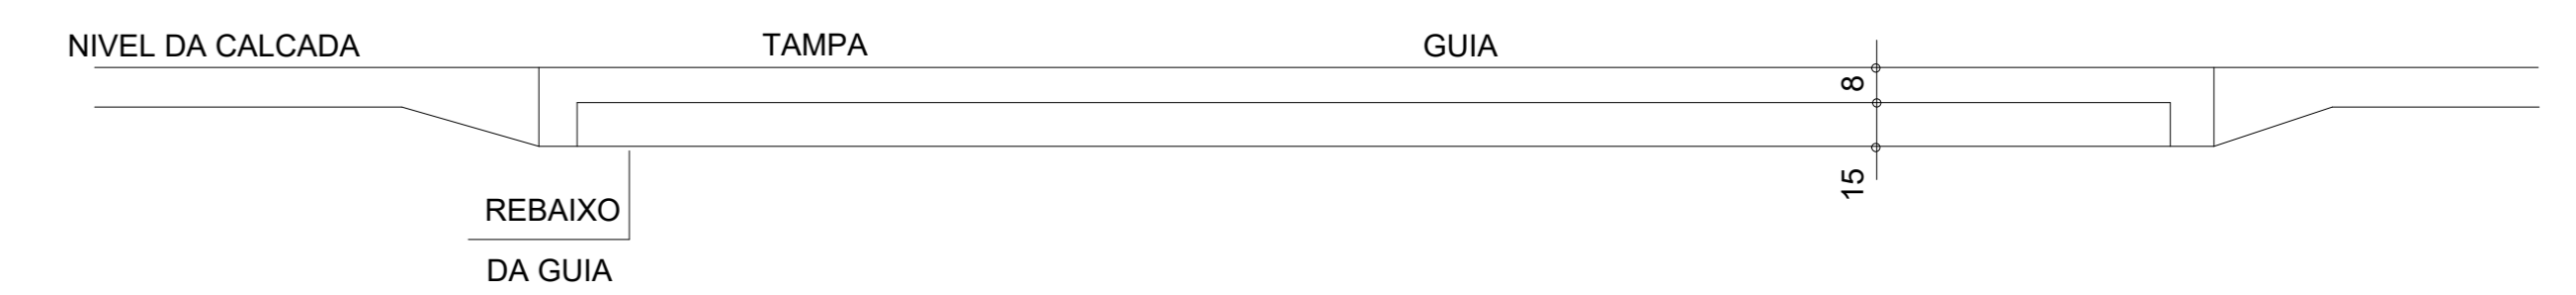 NIVEL DA CALCADA
TAMPA
GUIA
8
15
REBAIXO
DA GUIA